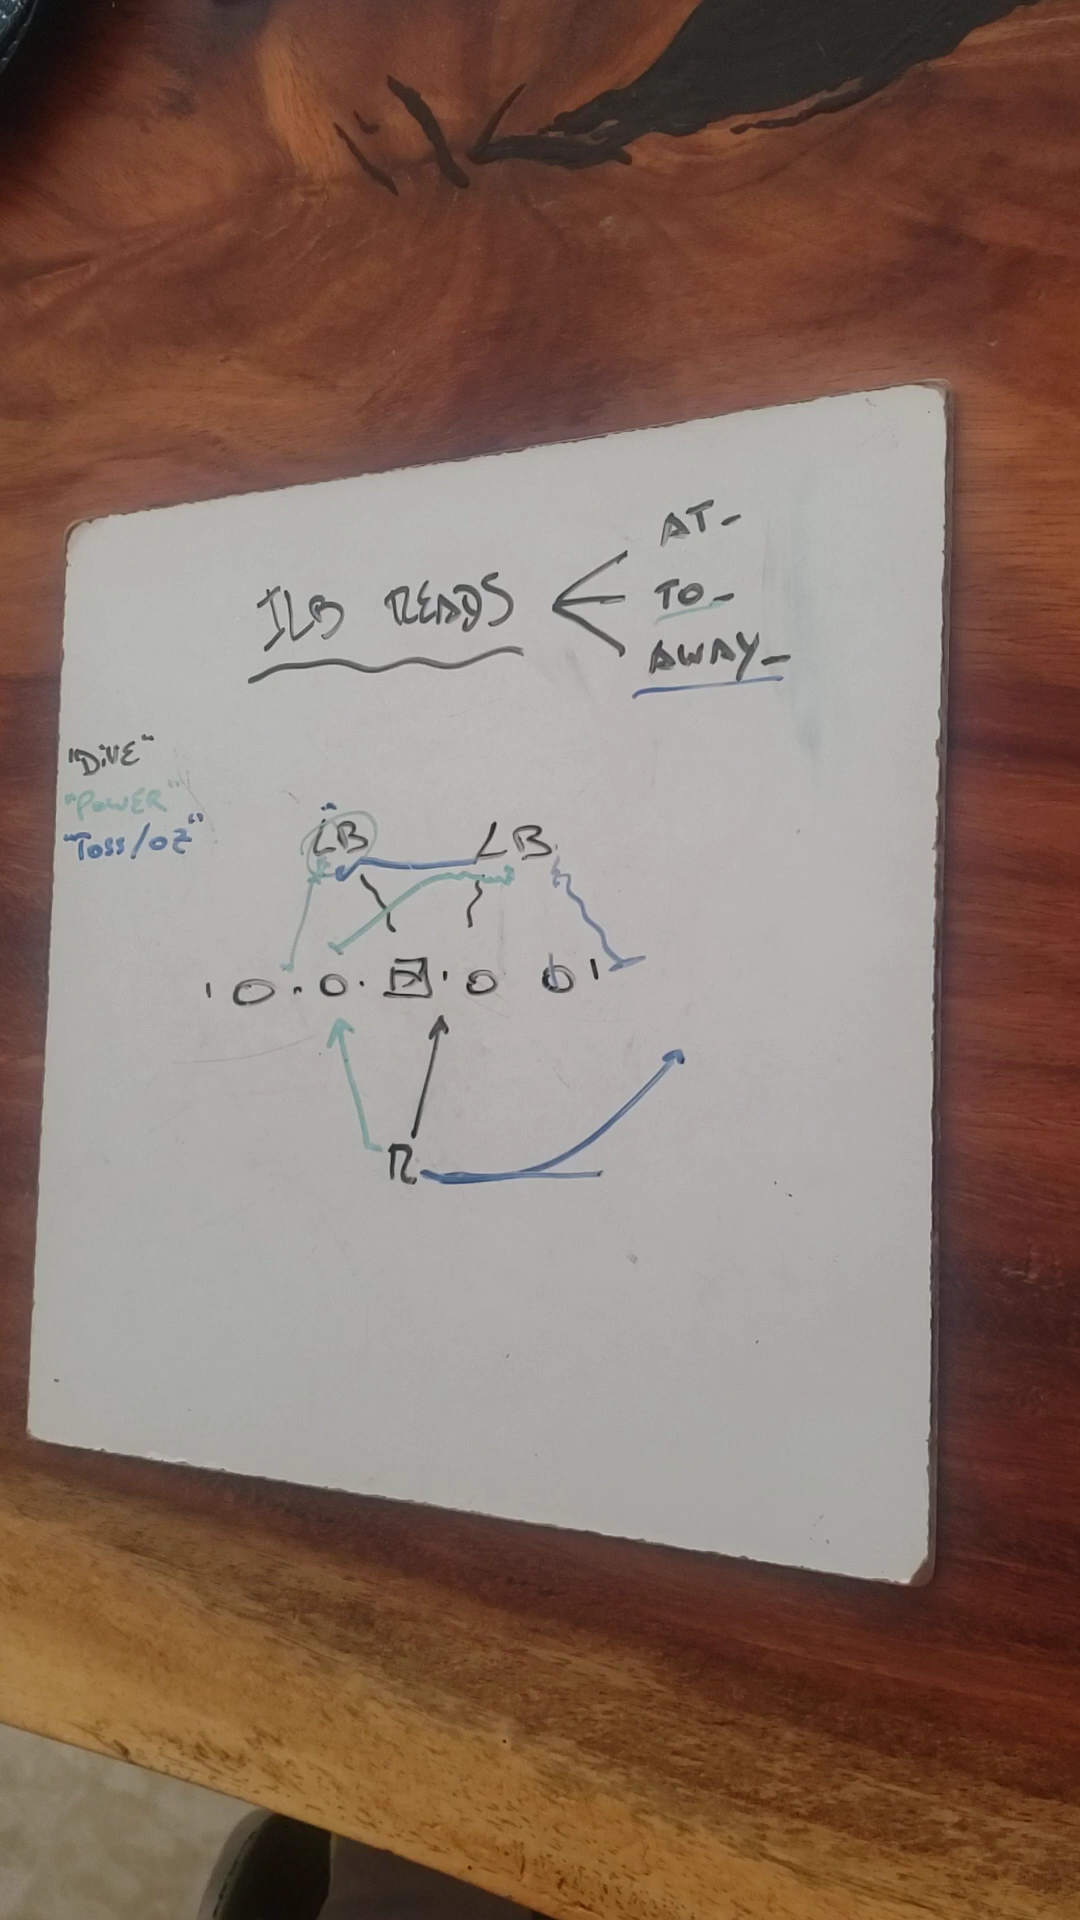 ILB READS
AT-
TO-
AWAY-
"DiVE"
"POWER"
"Toss/OZ"
LB LB
O O X O O
R